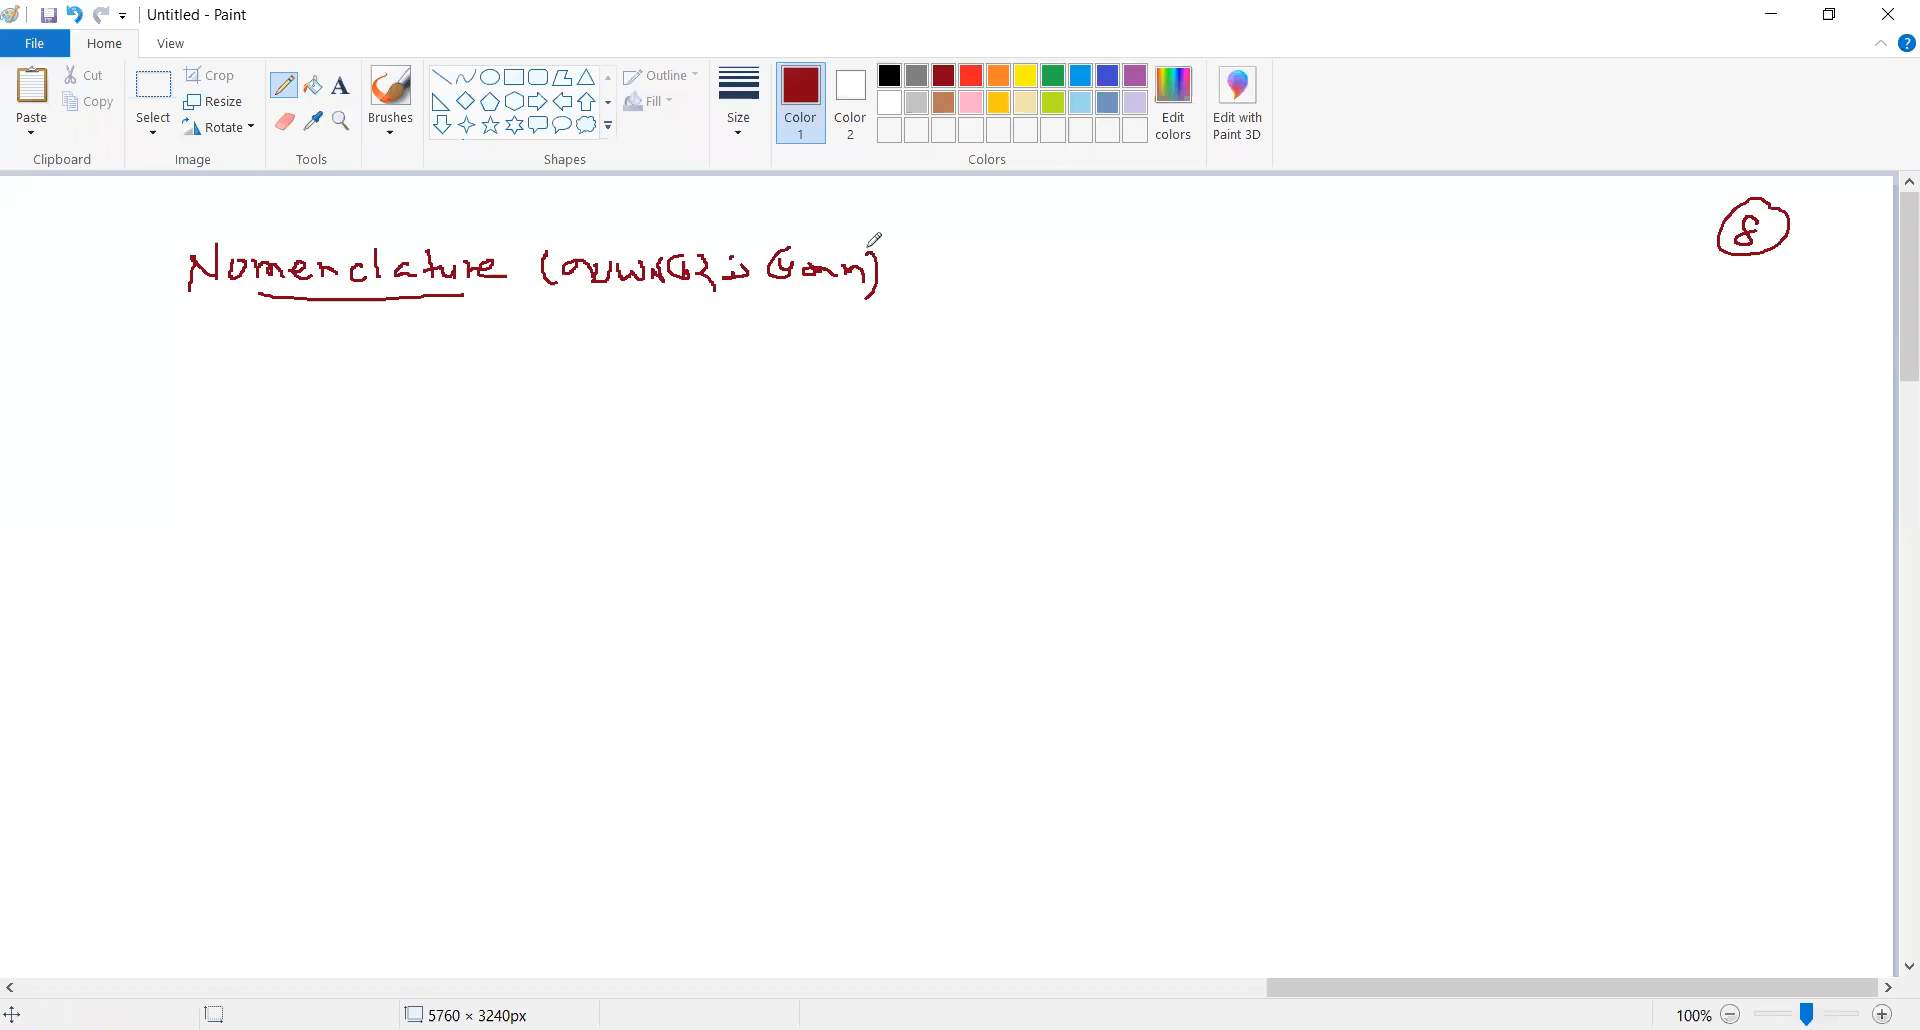 Untitled - Paint
File Home View
Paste Cut Copy Select Crop Resize Rotate Brushes Outline Fill Size Color 1 Color 2 Edit colors Edit with Paint 3D
Clipboard Image Tools Shapes Colors
8
Nomenclature
5760 × 3240px 100%